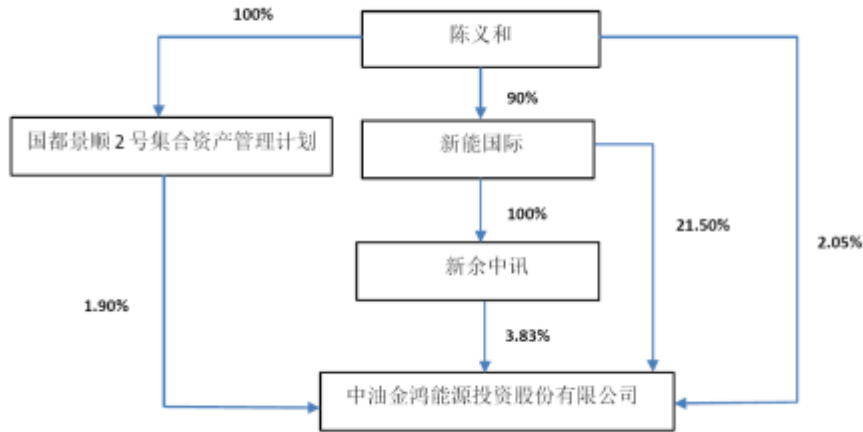 100%
陈义和
90%
国都景顺 2 号集合资产管理计划
新能国际
100%
21.50%
2.05%
新余中讯
1.90%
3.83%
中油金鸿能源投资股份有限公司